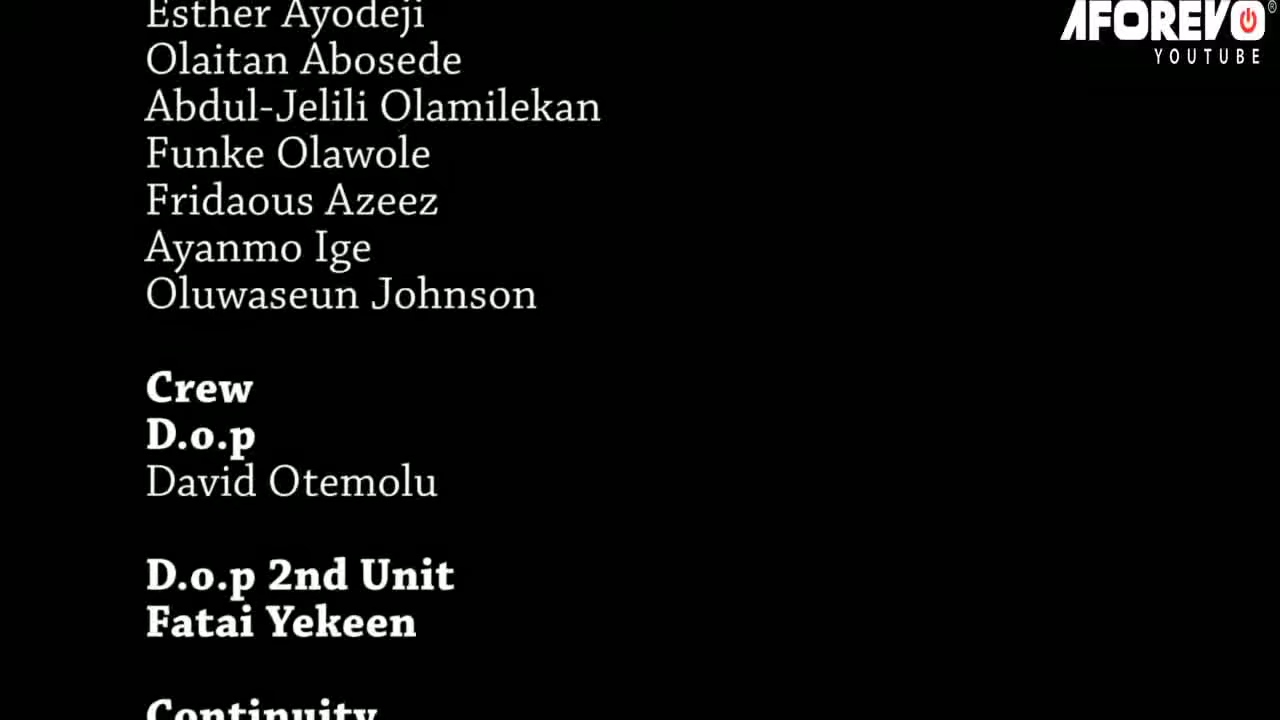 Esther Ayodeji
Olaitan Abosede
Abdul-Jelili Olamilekan
Funke Olawole
Fridaous Azeez
Ayanmo Ige
Oluwaseun Johnson
Crew
D.o.p
David Otemolu
D.o.p 2nd Unit
Fatai Yekeen
Continuity
AFOREVO®
YOUTUBE